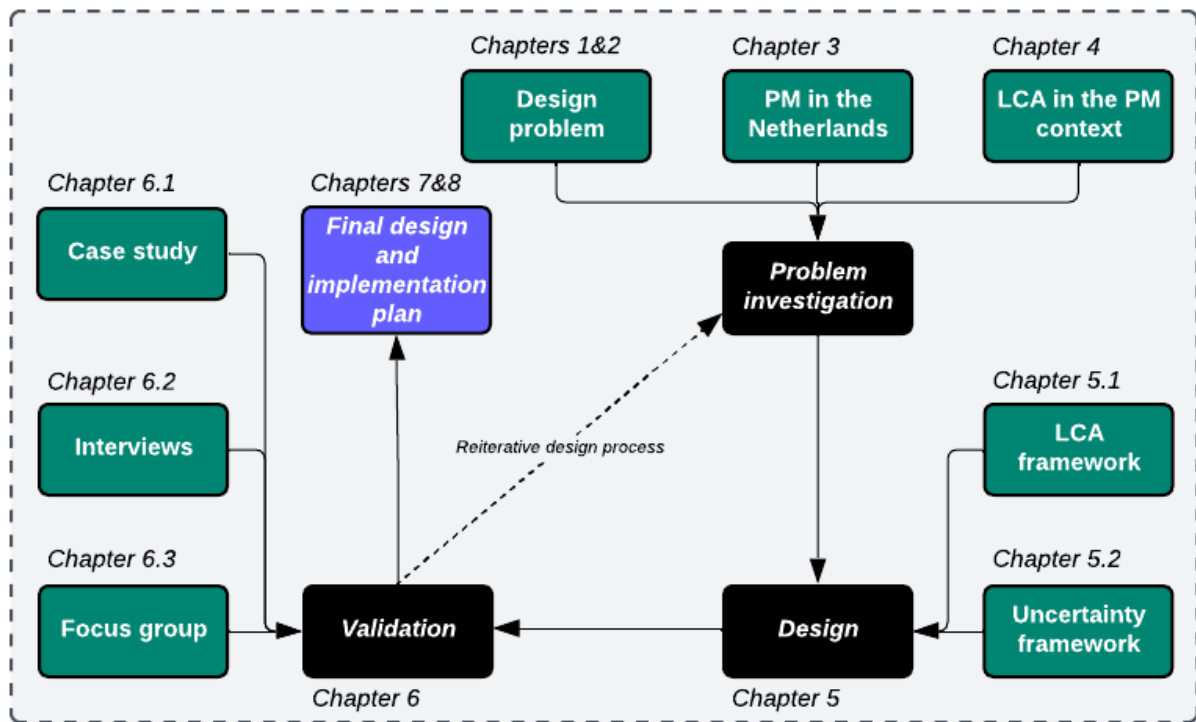 Chapters 1&2
Design
problem
Chapter 3
PM in the
Netherlands
Chapter 4
LCA in the PM
context
Chapter 6.1
Case study
Chapters 7&8
Final design
and
implementation
plan
Problem
investigation
Chapter 6.2
Interviews
Reiterative design process
Chapter 5.1
LCA
framework
Chapter 6.3
Focus group
Validation
Chapter 6
Design
Chapter 5
Chapter 5.2
Uncertainty
framework